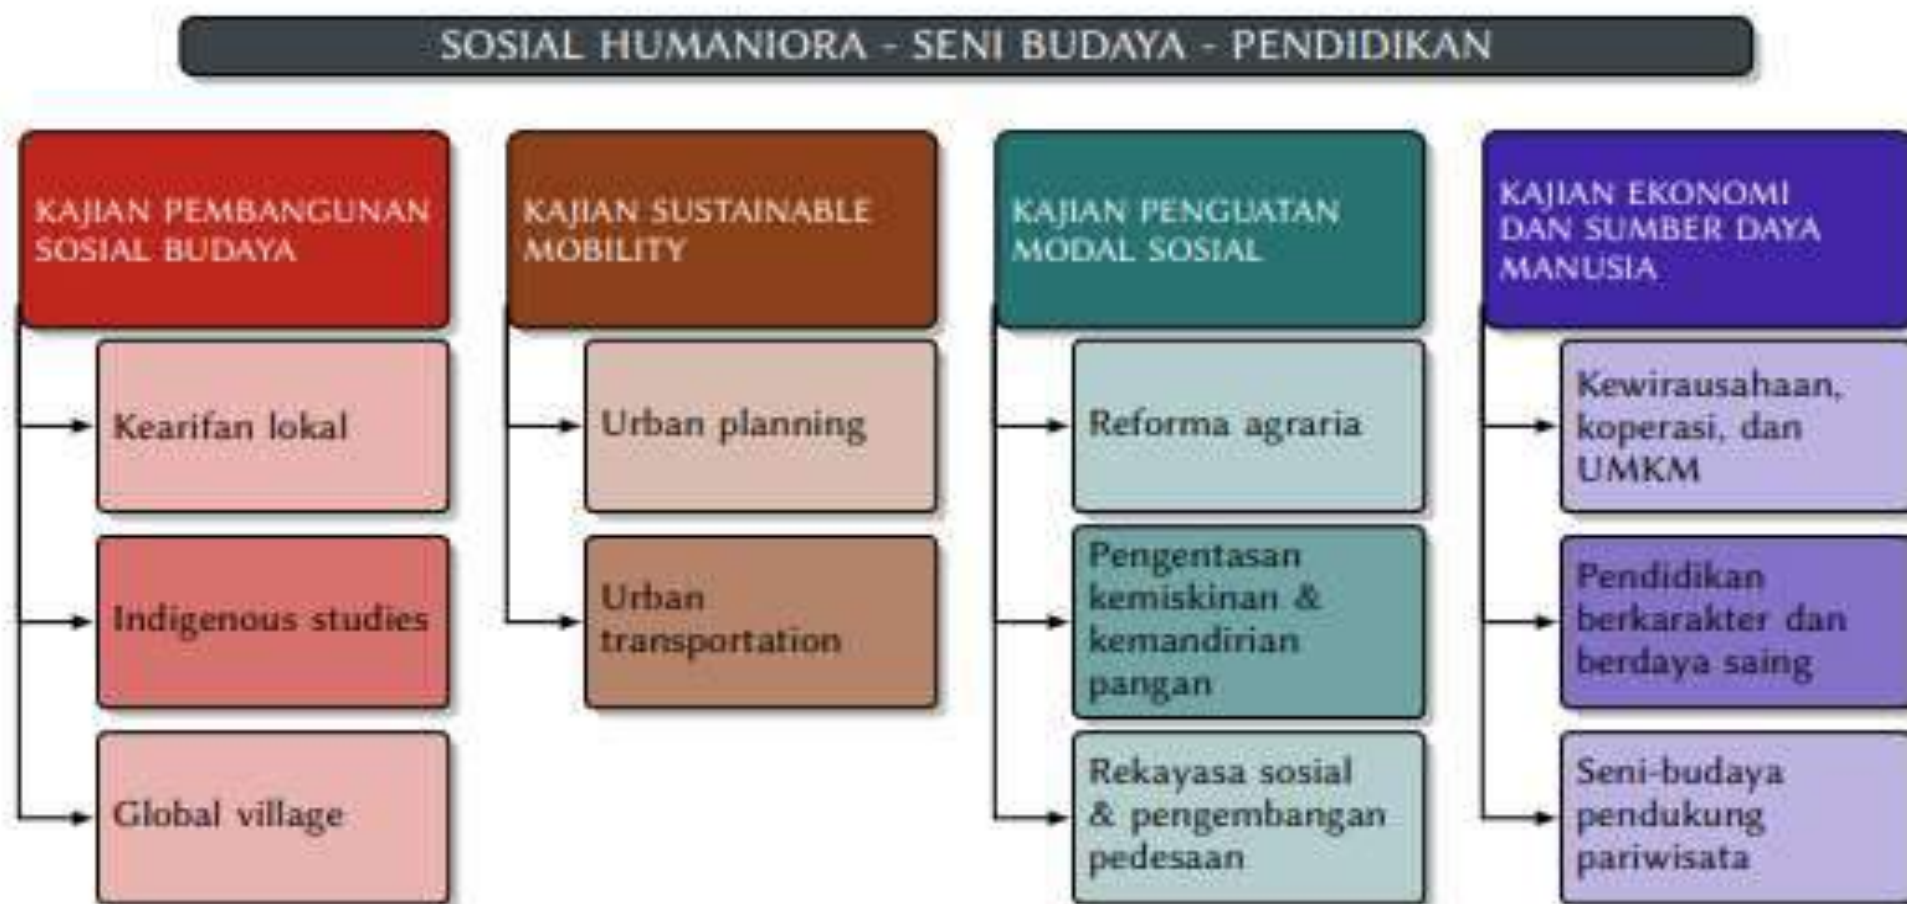 SOSIAL HUMANIORA - SENI BUDAYA - PENDIDIKAN
KAJIAN PEMBANGUNAN
SOSIAL BUDAYA
Kearifan lokal
Indigenous studies
Global village
KAJIAN SUSTAINABLE
MOBILITY
Urban planning
Urban
transportation
KAJIAN PENGUATAN
MODAL SOSIAL
Reforma agraria
Pengentasan
kemiskinan &
kemandirian
pangan
Rekayasa sosial
& pengembangan
pedesaan
KAJIAN EKONOMI
DAN SUMBER DAYA
MANUSIA
Kewirausahaan,
koperasi, dan
UMKM
Pendidikan
berkarakter dan
berdaya saing
Seni-budaya
pendukung
pariwisata